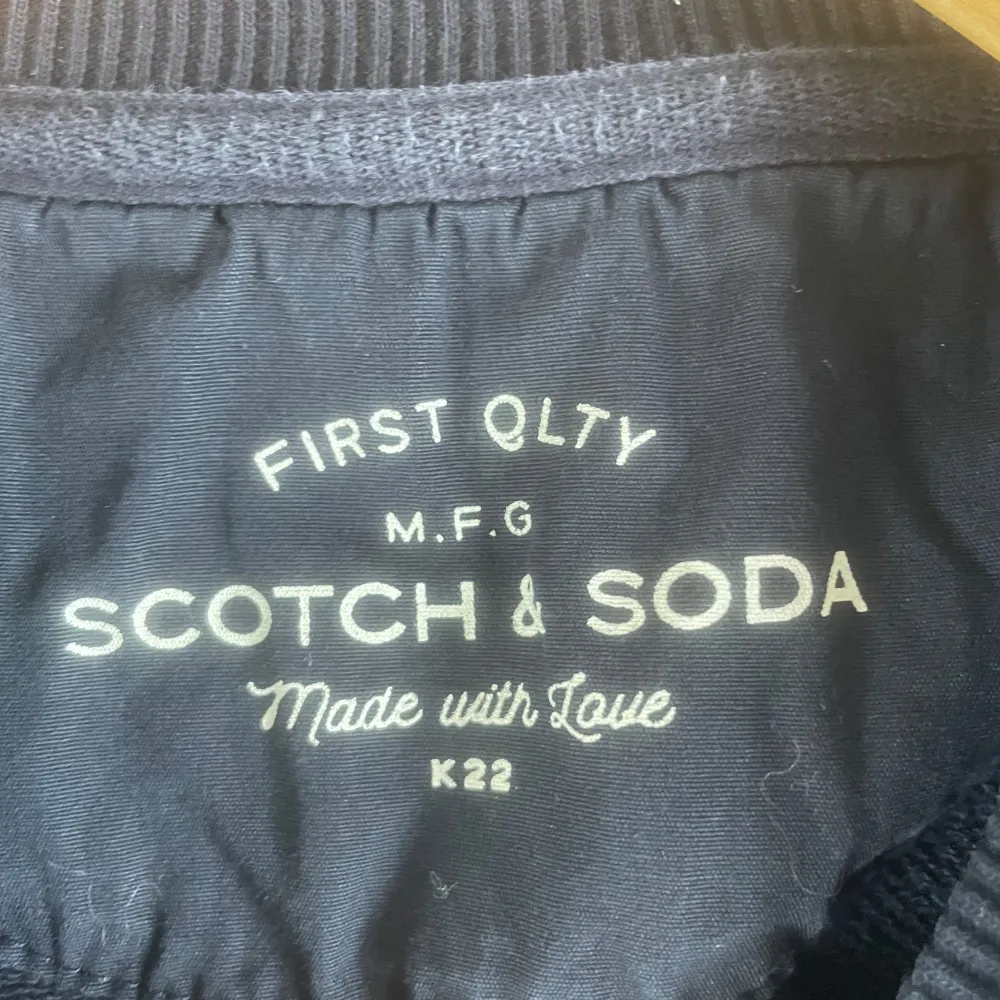 FIRST QLTY
M.F.G
SCOTCH & SODA
Made with Love
K22